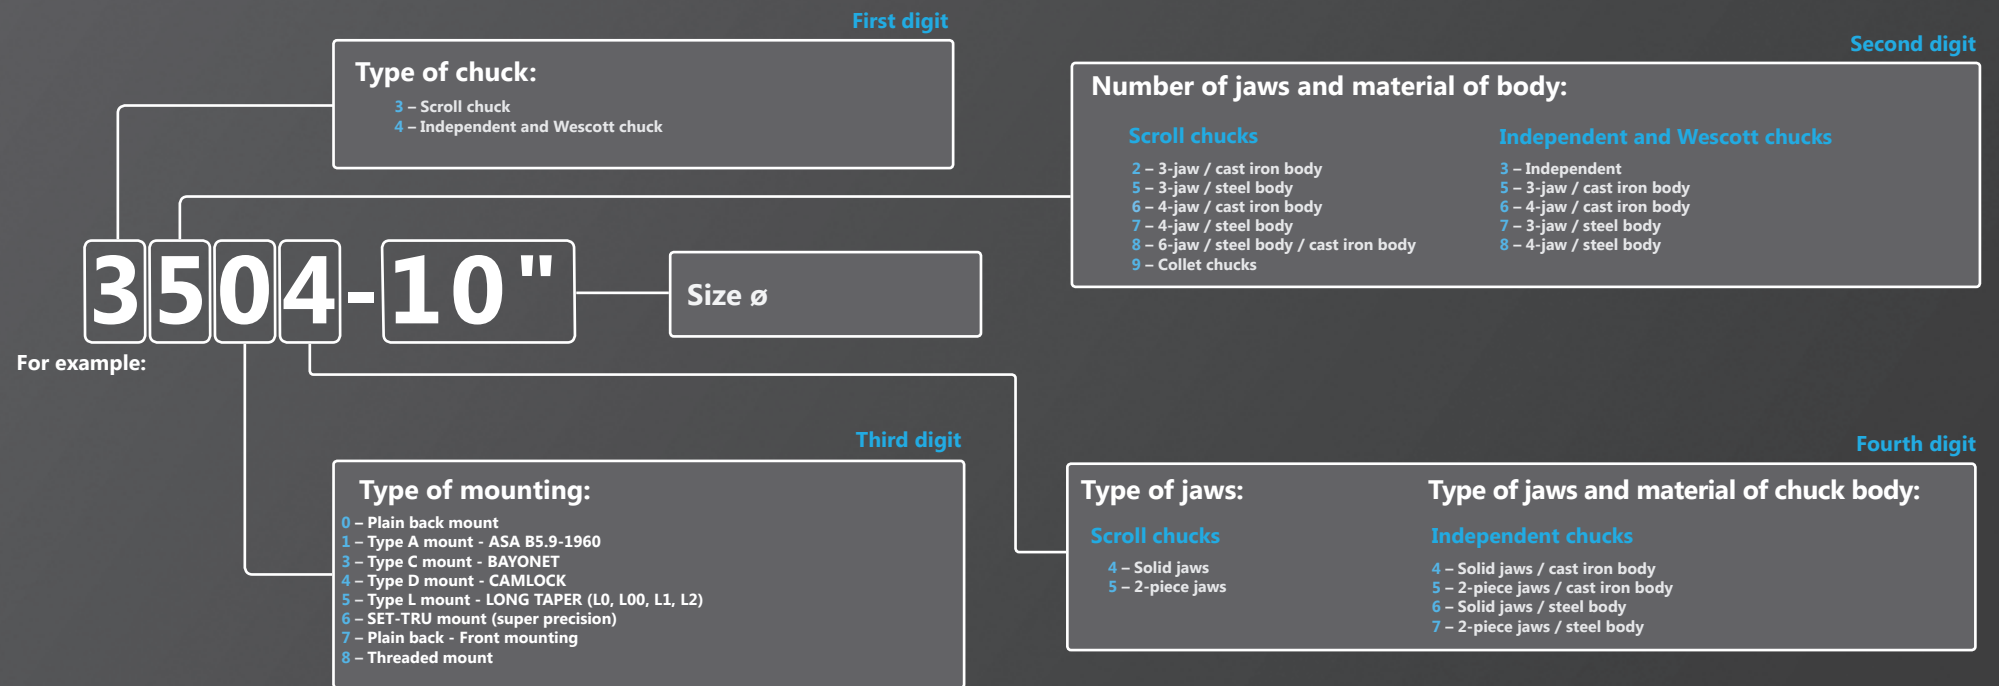 First digit
Type of chuck:
3 – Scroll chuck
4 – Independent and Wescott chuck
Second digit
Number of jaws and material of body:
Scroll chucks
2 – 3-jaw / cast iron body
5 – 3-jaw / steel body
6 – 4-jaw / cast iron body
7 – 4-jaw / steel body
8 – 6-jaw / steel body / cast iron body
9 – Collet chucks
Independent and Wescott chucks
3 – Independent
5 – 3-jaw / cast iron body
6 – 4-jaw / cast iron body
7 – 3-jaw / steel body
8 – 4-jaw / steel body
3504-10"
Size ø
For example:
Third digit
Type of mounting:
0 – Plain back mount
1 – Type A mount - ASA B5.9-1960
3 – Type C mount - BAYONET
4 – Type D mount - CAMLOCK
5 – Type L mount - LONG TAPER (L0, L00, L1, L2)
6 – SET-TRU mount (super precision)
7 – Plain back - Front mounting
8 – Threaded mount
Fourth digit
Type of jaws:
Scroll chucks
4 – Solid jaws
5 – 2-piece jaws
Type of jaws and material of chuck body:
Independent chucks
4 – Solid jaws / cast iron body
5 – 2-piece jaws / cast iron body
6 – Solid jaws / steel body
7 – 2-piece jaws / steel body